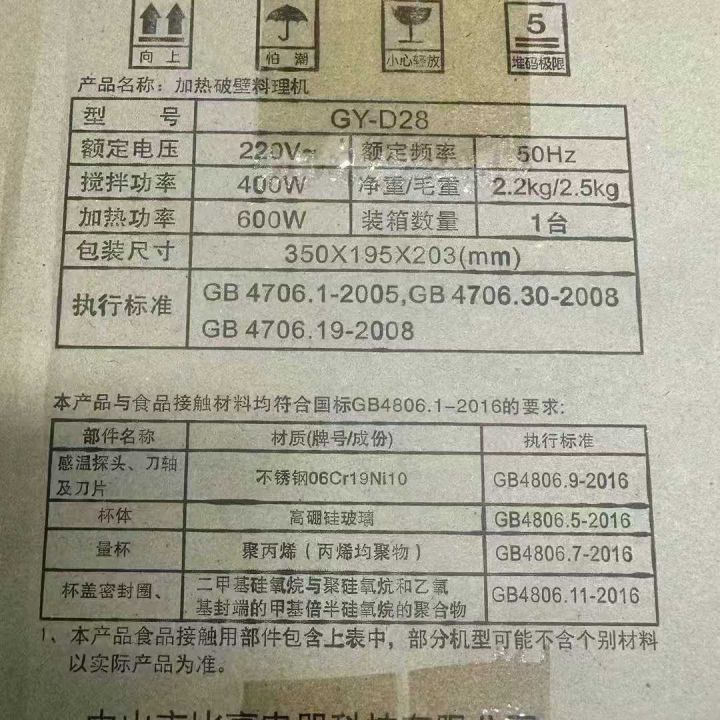 5
向上 怕潮 小心轻放 堆码极限
产品名称：加热破壁料理机
型 号 GY-D28
额定电压 220V~ 额定频率 50Hz
搅拌功率 400W 净重/毛重 2.2kg/2.5kg
加热功率 600W 装箱数量 1台
包装尺寸 350X195X203(mm)
执行标准 GB 4706.1-2005,GB 4706.30-2008
GB 4706.19-2008
本产品与食品接触材料均符合国标GB4806.1-2016的要求:
部件名称 材质(牌号/成份) 执行标准
感温探头、刀轴
及刀片 不锈钢06Cr19Ni10 GB4806.9-2016
杯体 高硼硅玻璃 GB4806.5-2016
量杯 聚丙烯（丙烯均聚物） GB4806.7-2016
杯盖密封圈、 二甲基硅氧烷与聚硅氧烷和乙氧
基封端的甲基倍半硅氧烷的聚合物 GB4806.11-2016
1、本产品食品接触用部件包含上表中，部分机型可能不含个别材料
以实际产品为准。